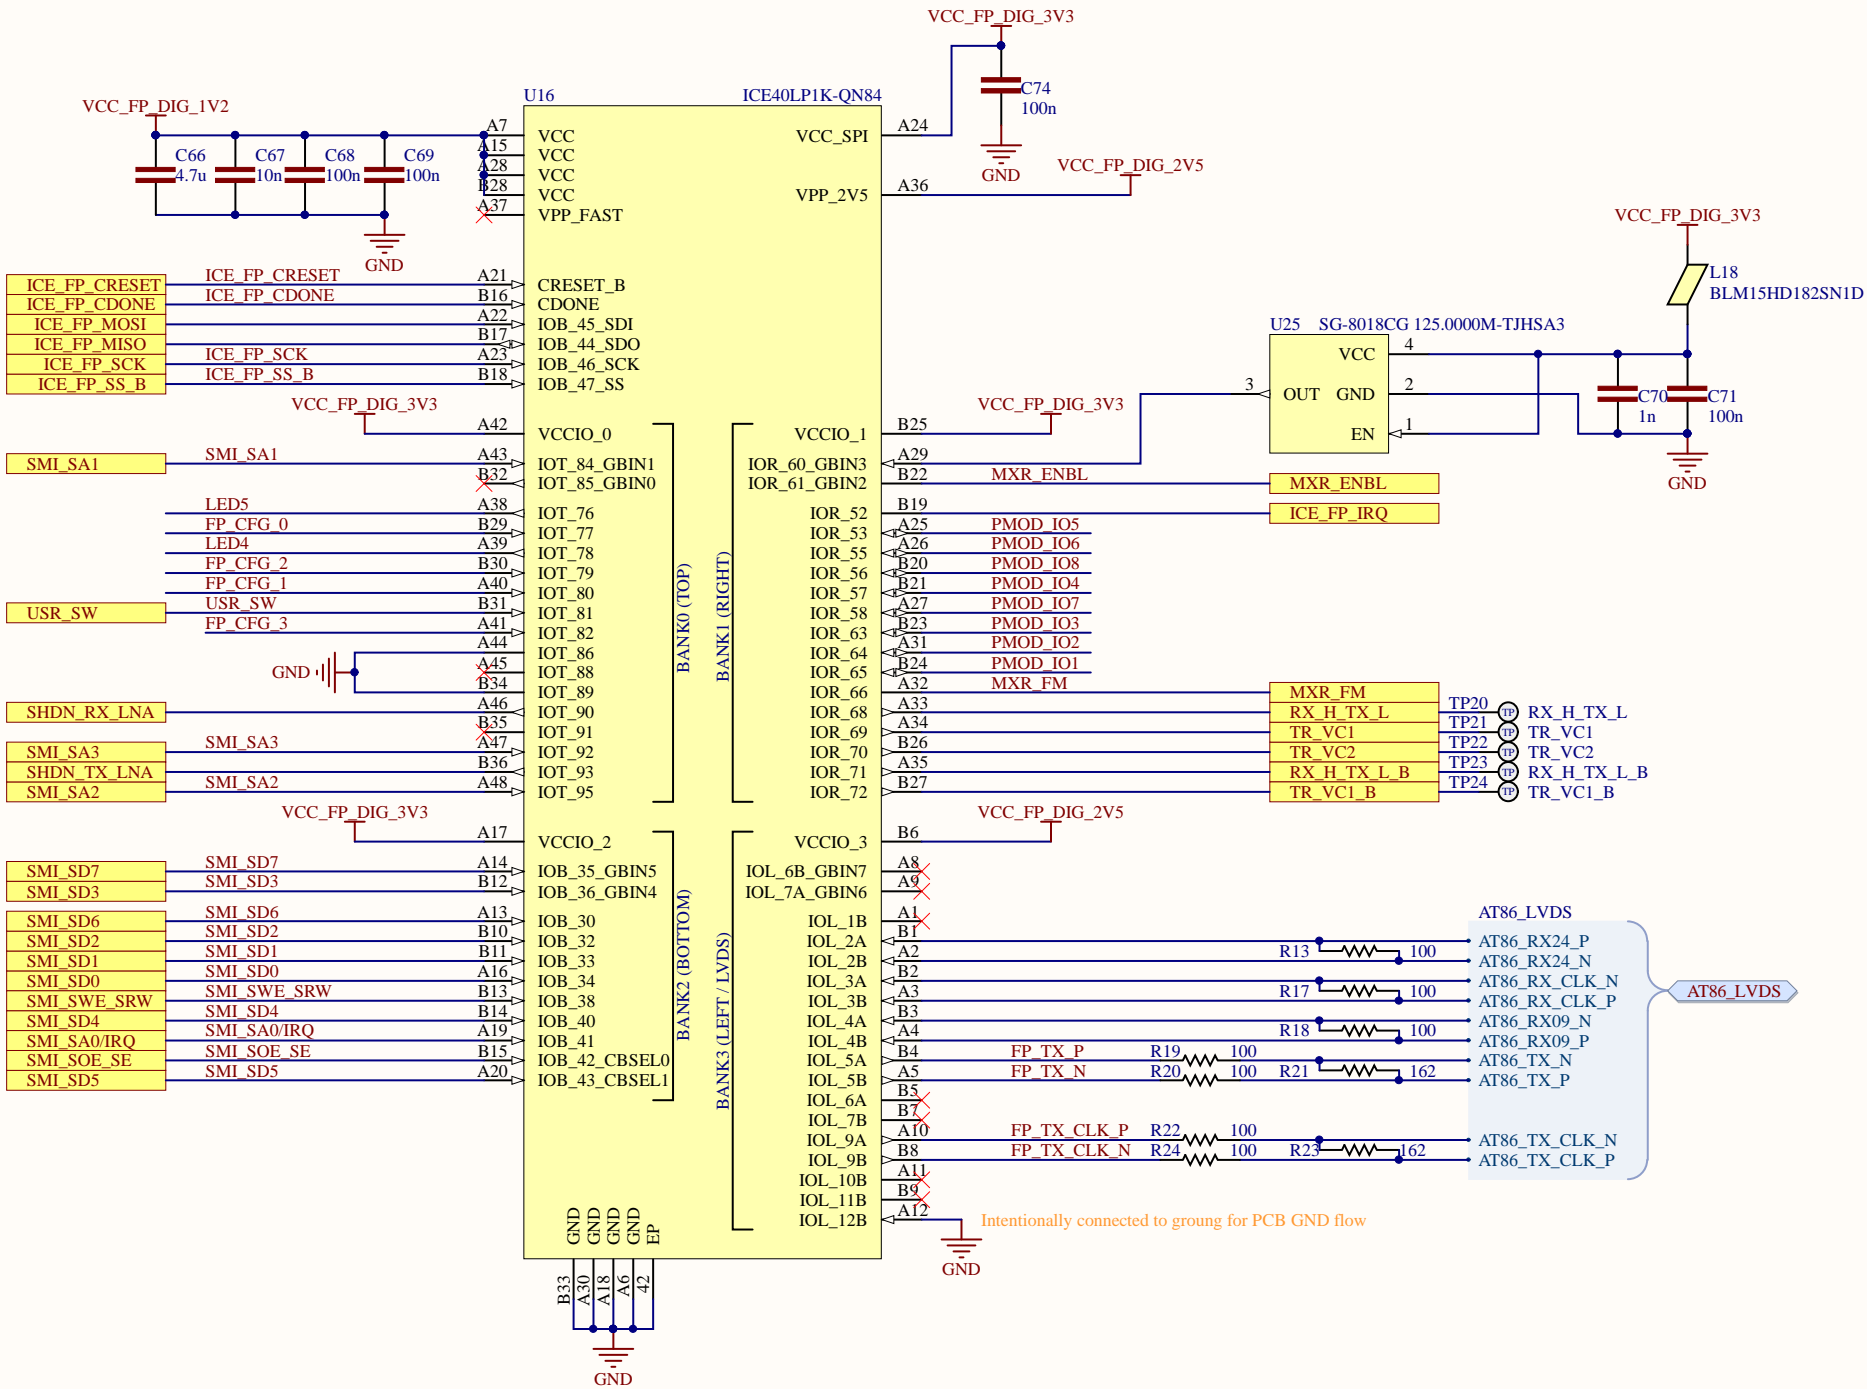 VCC_FP_DIG_3V3
C74
100n
GND
U16 ICE40LP1K-QN84
VCC_FP_DIG_1V2
C66 4.7u
C67 10n
C68 100n
C69 100n
GND
A7 VCC
A15 VCC
A28 VCC
B28 VCC
A37 VPP_FAST
VCC_SPI A24
VPP_2V5 A36
VCC_FP_DIG_2V5
ICE_FP_CRESET ICE_FP_CRESET A21 CRESET_B
ICE_FP_CDONE ICE_FP_CDONE B16 CDONE
ICE_FP_MOSI A22 IOB_45_SDI
ICE_FP_MISO B17 IOB_44_SDO
ICE_FP_SCK ICE_FP_SCK A23 IOB_46_SCK
ICE_FP_SS_B ICE_FP_SS_B B18 IOB_47_SS
VCC_FP_DIG_3V3
L18
BLM15HD182SN1D
U25 SG-8018CG 125.0000M-TJHSA3
VCC 4
3 OUT GND 2
EN 1
C70
1n
C71
100n
GND
VCC_FP_DIG_3V3
A42 VCCIO_0
SMI_SA1 SMI_SA1 A43 IOT_84_GBIN1
B32 IOT_85_GBIN0
LED5 A38 IOT_76
FP_CFG_0 B29 IOT_77
LED4 A39 IOT_78
FP_CFG_2 B30 IOT_79
FP_CFG_1 A40 IOT_80
USR_SW USR_SW B31 IOT_81
FP_CFG_3 A41 IOT_82
A44 IOT_86
GND A45 IOT_88
B34 IOT_89
SHDN_RX_LNA A46 IOT_90
B35 IOT_91
SMI_SA3 SMI_SA3 A47 IOT_92
SHDN_TX_LNA B36 IOT_93
SMI_SA2 SMI_SA2 A48 IOT_95
BANK0 (TOP)
BANK1 (RIGHT)
VCC_FP_DIG_3V3
VCCIO_1 B25
IOR_60_GBIN3 A29
IOR_61_GBIN2 B22 MXR_ENBL MXR_ENBL
IOR_52 B19 ICE_FP_IRQ
IOR_53 A25 PMOD_IO5
IOR_55 A26 PMOD_IO6
IOR_56 B20 PMOD_IO8
IOR_57 B21 PMOD_IO4
IOR_58 A27 PMOD_IO7
IOR_63 B23 PMOD_IO3
IOR_64 A31 PMOD_IO2
IOR_65 B24 PMOD_IO1
IOR_66 A32 MXR_FM MXR_FM
IOR_68 A33 RX_H_TX_L TP20 TP RX_H_TX_L
IOR_69 A34 TR_VC1 TP21 TP TR_VC1
IOR_70 B26 TR_VC2 TP22 TP TR_VC2
IOR_71 A35 RX_H_TX_L_B TP23 TP RX_H_TX_L_B
IOR_72 B27 TR_VC1_B TP24 TP TR_VC1_B
VCC_FP_DIG_3V3
A17 VCCIO_2
SMI_SD7 SMI_SD7 A14 IOB_35_GBIN5
SMI_SD3 SMI_SD3 B12 IOB_36_GBIN4
SMI_SD6 SMI_SD6 A13 IOB_30
SMI_SD2 SMI_SD2 B10 IOB_32
SMI_SD1 SMI_SD1 B11 IOB_33
SMI_SD0 SMI_SD0 A16 IOB_34
SMI_SWE_SRW SMI_SWE_SRW B13 IOB_38
SMI_SD4 SMI_SD4 B14 IOB_40
SMI_SA0/IRQ SMI_SA0/IRQ A19 IOB_41
SMI_SOE_SE SMI_SOE_SE B15 IOB_42_CBSEL0
SMI_SD5 SMI_SD5 A20 IOB_43_CBSEL1
BANK2 (BOTTOM)
BANK3 (LEFT / LVDS)
VCC_FP_DIG_2V5
VCCIO_3 B6
IOL_6B_GBIN7 A8
IOL_7A_GBIN6 A9
IOL_1B A1
AT86_LVDS
IOL_2A B1 AT86_RX24_P
R13 100
IOL_2B A2 AT86_RX24_N
IOL_3A B2 AT86_RX_CLK_N
R17 100
AT86_LVDS
IOL_3B A3 AT86_RX_CLK_P
IOL_4A B3 AT86_RX09_N
R18 100
IOL_4B A4 AT86_RX09_P
IOL_5A B4 FP_TX_P R19 100 AT86_TX_N
IOL_5B A5 FP_TX_N R20 100 R21 162 AT86_TX_P
IOL_6A B5
IOL_7B B7
IOL_9A A10 FP_TX_CLK_P R22 100 AT86_TX_CLK_N
IOL_9B B8 FP_TX_CLK_N R24 100 R23 162 AT86_TX_CLK_P
IOL_10B A11
IOL_11B B9
IOL_12B A12 Intentionally connected to groung for PCB GND flow
GND
GND GND GND GND EP
B33 A30 A18 A6 42
GND